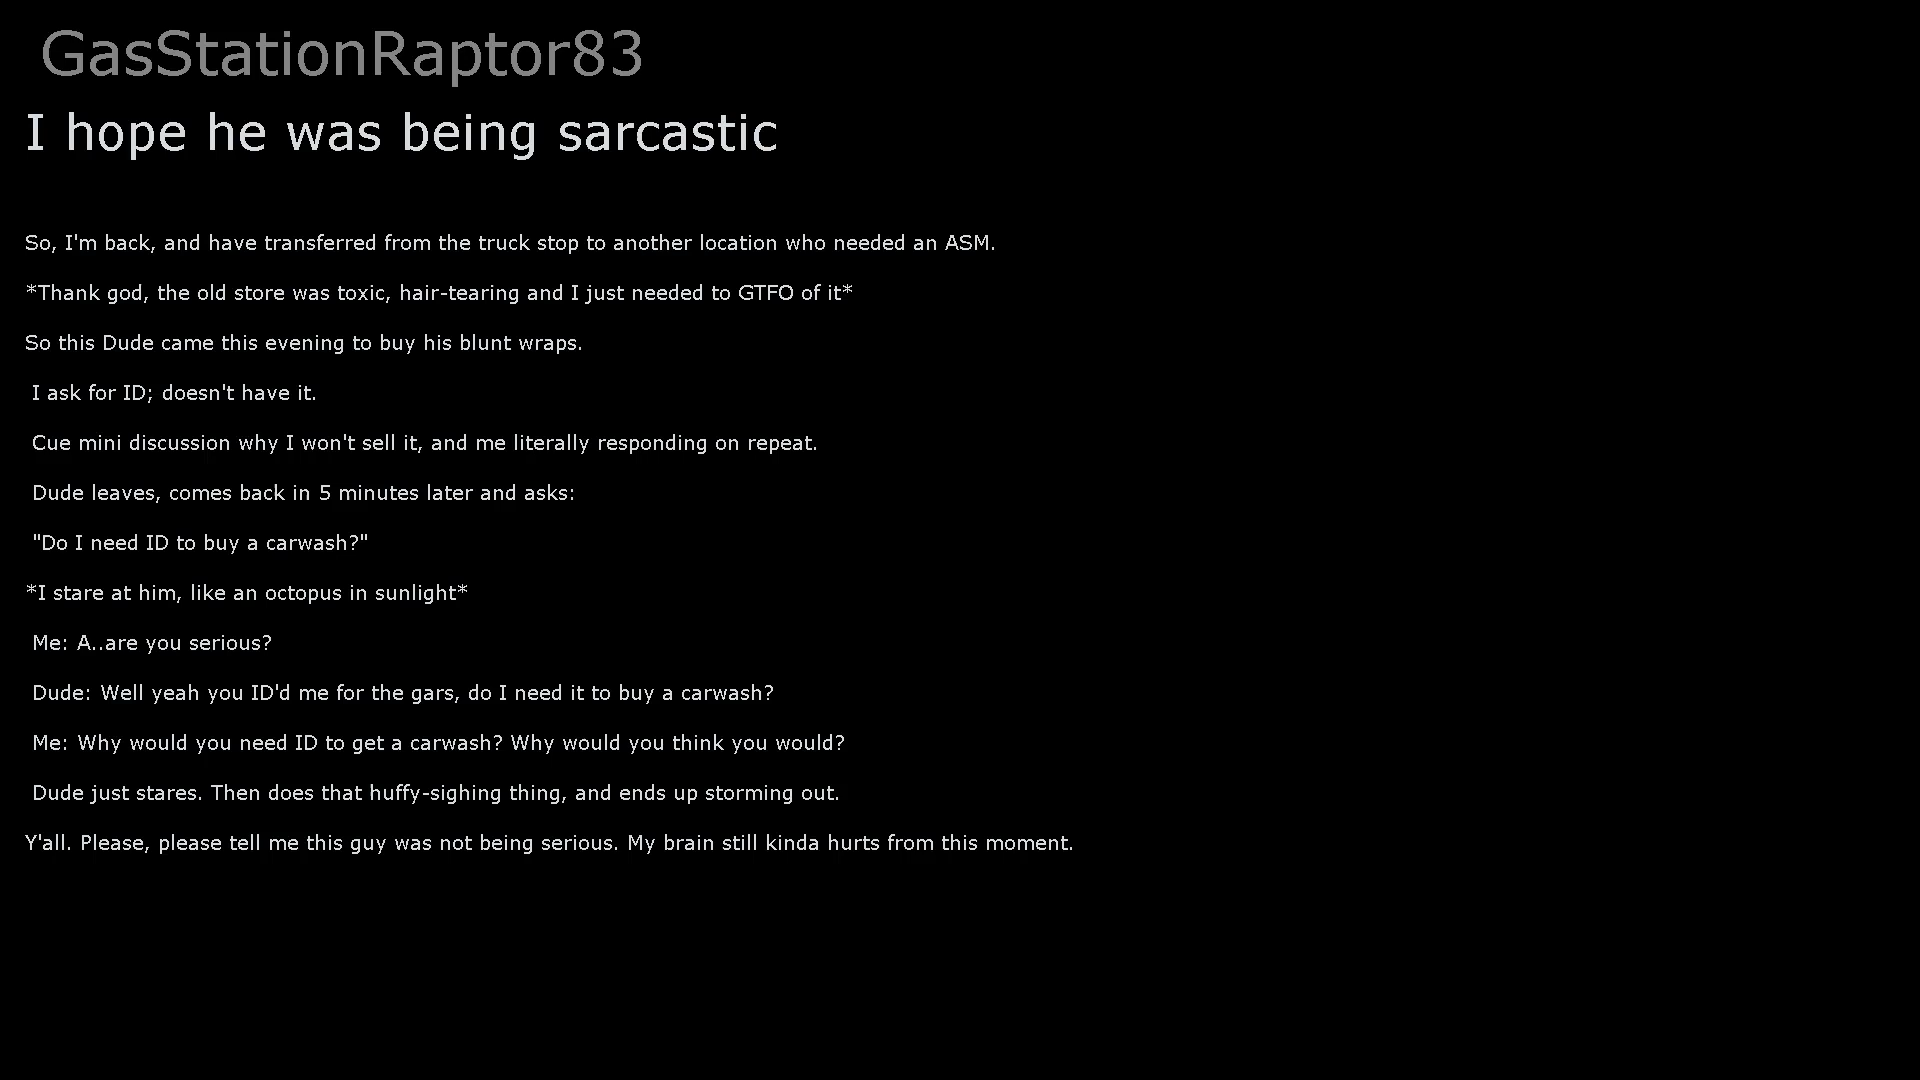 GasStationRaptor83
I hope he was being sarcastic
So, I'm back, and have transferred from the truck stop to another location who needed an ASM.
*Thank god, the old store was toxic, hair-tearing and I just needed to GTFO of it*
So this Dude came this evening to buy his blunt wraps.
I ask for ID; doesn't have it.
Cue mini discussion why I won't sell it, and me literally responding on repeat.
Dude leaves, comes back in 5 minutes later and asks:
"Do I need ID to buy a carwash?"
*I stare at him, like an octopus in sunlight*
Me: A..are you serious?
Dude: Well yeah you ID'd me for the gars, do I need it to buy a carwash?
Me: Why would you need ID to get a carwash? Why would you think you would?
Dude just stares. Then does that huffy-sighing thing, and ends up storming out.
Y'all. Please, please tell me this guy was not being serious. My brain still kinda hurts from this moment.